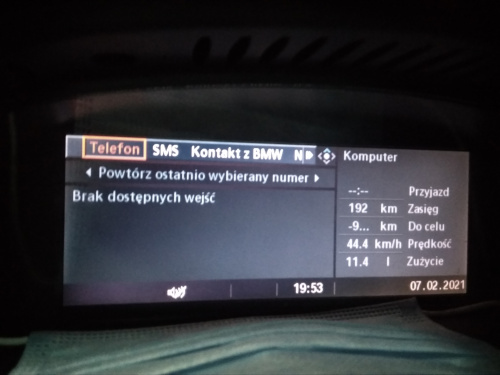 Telefon SMS Kontakt z BMW Komputer
Powtórz ostatnio wybierany numer
Brak dostępnych wejść
--:-- Przyjazd
192 km Zasięg
-9... km Do celu
44.4 km/h Prędkość
11.4 l Zużycie
19:53 07.02.2021